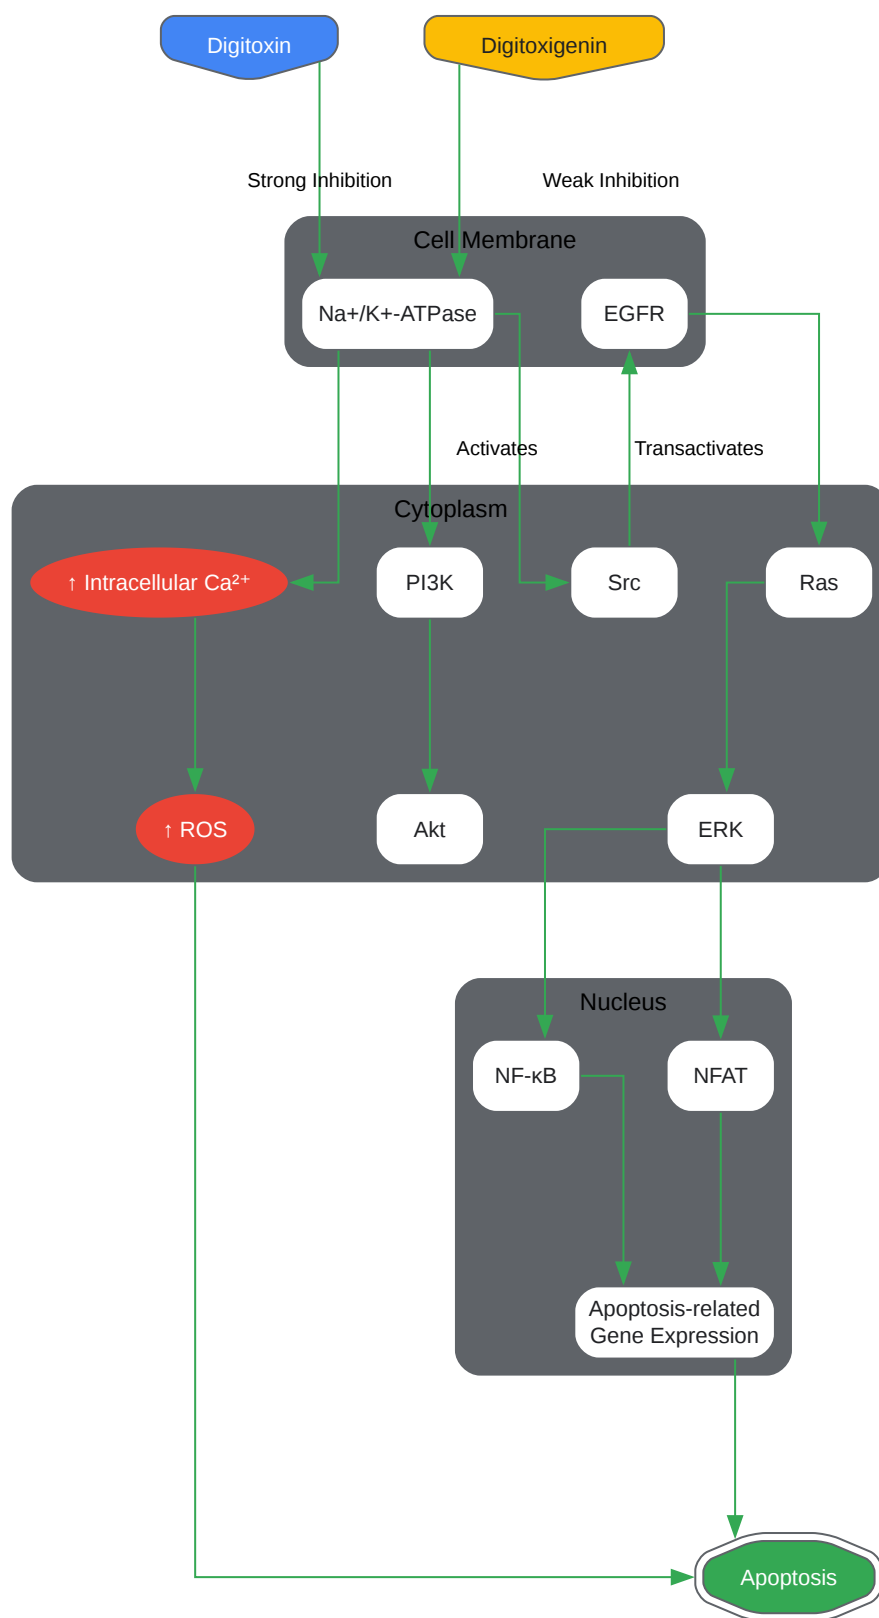 Digitoxin
Digitoxigenin
Strong Inhibition
Weak Inhibition
Cell Membrane
Na+/K+-ATPase
EGFR
Activates
Transactivates
Cytoplasm
↑ Intracellular Ca²⁺
PI3K
Src
Ras
↑ ROS
Akt
ERK
Nucleus
NF-κB
NFAT
Apoptosis-related
Gene Expression
Apoptosis